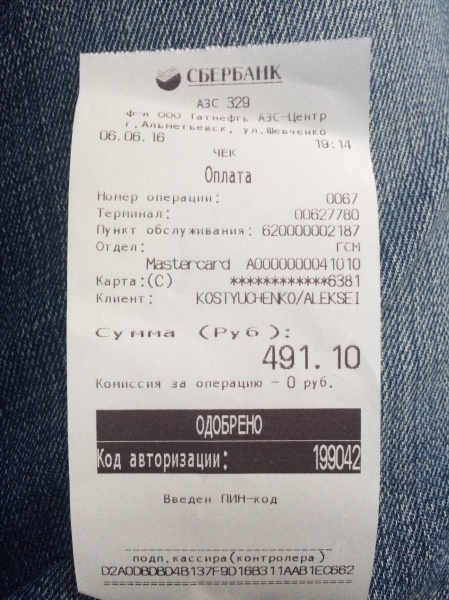 СБЕРБАНК
АЗС 329
Ф-л ООО Татнефть АЗС-Центр
г.Альметьевск, ул.Шевченко
06.06.16 19:14
ЧЕК
Оплата
Номер операции: 0067
Терминал: 00627780
Пункт обслуживания: 620000002187
Отдел: ГСМ
Mastercard A0000000041010
Карта:(С) ************6381
Клиент: KOSTYUCHENKO/ALEKSEI
Сумма (Руб):
491.10
Комиссия за операцию - 0 руб.
ОДОБРЕНО
Код авторизации: 199042
Введен ПИН-код
подп.кассира(контролера)
D2A0DBDBD4B137F9D16B311AAB1EC662